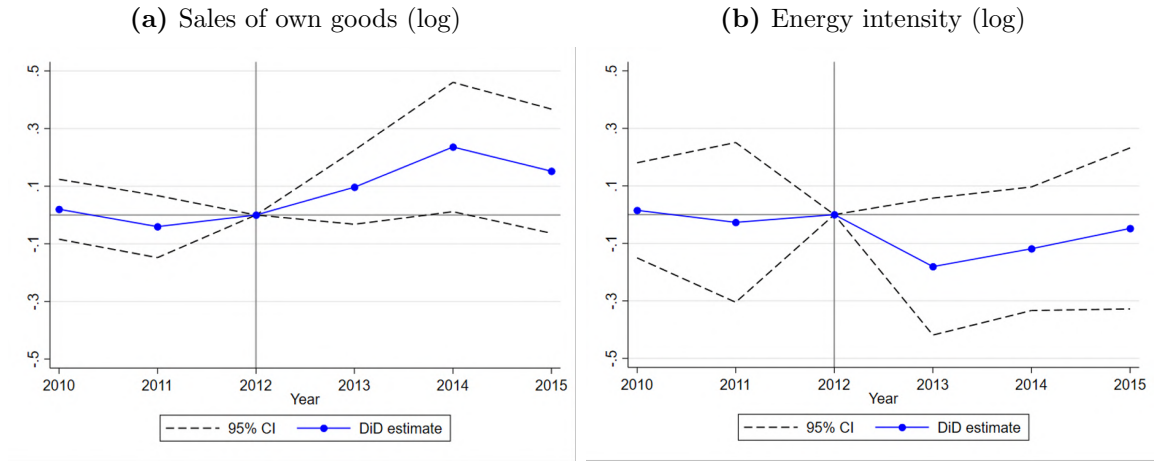 (a) Sales of own goods (log)
.5
.3
.1
-.1
-.3
-.5
2010 2011 2012 2013 2014 2015
Year
95% CI DiD estimate
(b) Energy intensity (log)
.5
.3
.1
-.1
-.3
-.5
2010 2011 2012 2013 2014 2015
Year
95% CI DiD estimate